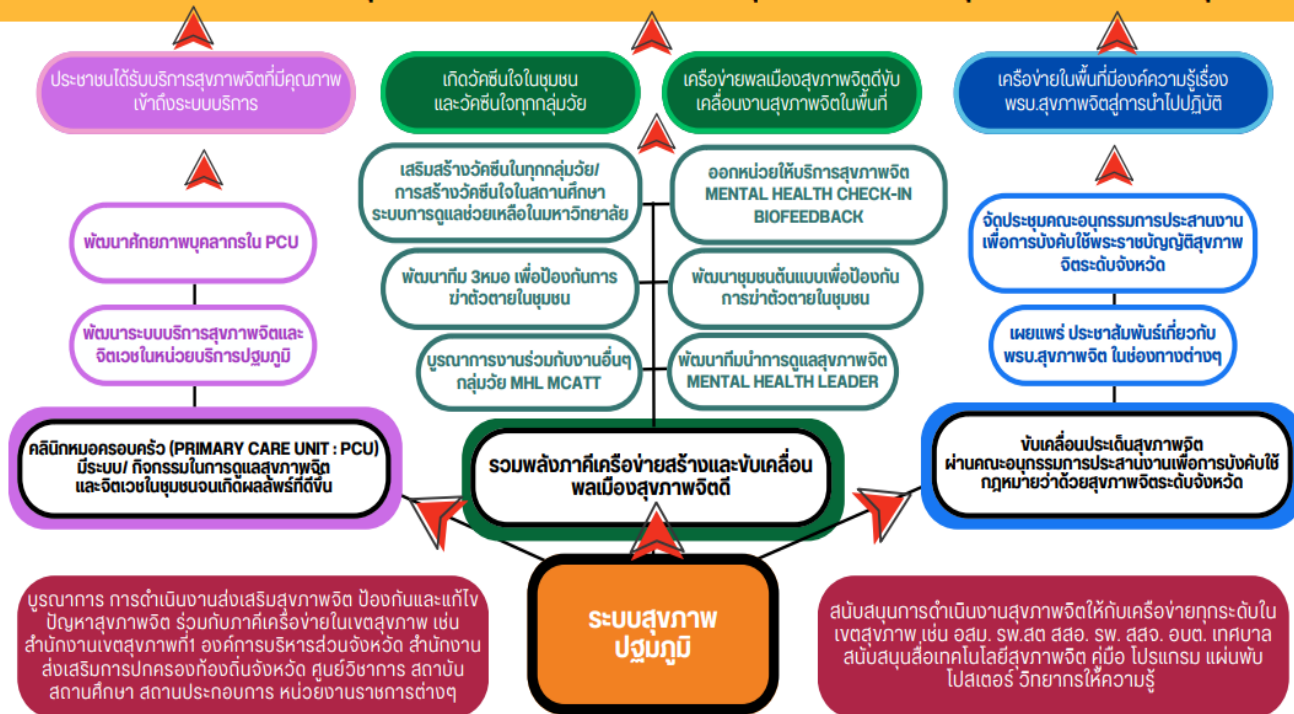 ประชาชนได้รับบริการสุขภาพจิตที่มีคุณภาพ
เข้าถึงระบบบริการ
เกิดวัคซีนใจในชุมชน
และวัคซีนใจทุกกลุ่มวัย
เครือข่ายพลเมืองสุขภาพจิตดีขับ
เคลื่อนงานสุขภาพจิตในพื้นที่
เครือข่ายในพื้นที่มีองค์ความรู้เรื่อง
พรบ.สุขภาพจิตสู่การนำไปปฏิบัติ
เสริมสร้างวัคซีนในทุกกลุ่มวัย/
การสร้างวัคซีนใจในสถานศึกษา
ระบบการดูแลช่วยเหลือในมหาวิทยาลัย
ออกหน่วยให้บริการสุขภาพจิต
MENTAL HEALTH CHECK-IN
BIOFEEDBACK
พัฒนาศักยภาพบุคลากรใน PCU
จัดประชุมคณะอนุกรรมการประสานงาน
เพื่อการบังคับใช้พระราชบัญญัติสุขภาพ
จิตระดับจังหวัด
พัฒนาทีม 3หมอ เพื่อป้องกันการ
ฆ่าตัวตายในชุมชน
พัฒนาชุมชนต้นแบบเพื่อป้องกัน
การฆ่าตัวตายในชุมชน
พัฒนาระบบบริการสุขภาพจิตและ
จิตเวชในหน่วยบริการปฐมภูมิ
เผยแพร่ ประชาสัมพันธ์เกี่ยวกับ
พรบ.สุขภาพจิต ในช่องทางต่างๆ
บูรณาการงานร่วมกับงานอื่นๆ
กลุ่มวัย MHL MCATT
พัฒนาทีมนำการดูแลสุขภาพจิต
MENTAL HEALTH LEADER
คลินิกหมอครอบครัว (PRIMARY CARE UNIT : PCU)
มีระบบ/ กิจกรรมในการดูแลสุขภาพจิต
และจิตเวชในชุมชนจนเกิดผลลัพธ์ที่ดีขึ้น
รวมพลังภาคีเครือข่ายสร้างและขับเคลื่อน
พลเมืองสุขภาพจิตดี
ขับเคลื่อนประเด็นสุขภาพจิต
ผ่านคณะอนุกรรมการประสานงานเพื่อการบังคับใช้
กฎหมายว่าด้วยสุขภาพจิตระดับจังหวัด
บูรณาการ การดำเนินงานส่งเสริมสุขภาพจิต ป้องกันและแก้ไข
ปัญหาสุขภาพจิต ร่วมกับภาคีเครือข่ายในเขตสุขภาพ เช่น
สำนักงานเขตสุขภาพที่1 องค์การบริหารส่วนจังหวัด สำนักงาน
ส่งเสริมการปกครองท้องถิ่นจังหวัด ศูนย์วิชาการ สถาบัน
สถานศึกษา สถานประกอบการ หน่วยงานราชการต่างๆ
ระบบสุขภาพ
ปฐมภูมิ
สนับสนุนการดำเนินงานสุขภาพจิตให้กับเครือข่ายทุกระดับใน
เขตสุขภาพ เช่น อสม. รพ.สต สสอ. รพ. สสจ. อบต. เทศบาล
สนับสนุนสื่อเทคโนโลยีสุขภาพจิต คู่มือ โปรแกรม แผ่นพับ
โปสเตอร์ วิทยากรให้ความรู้